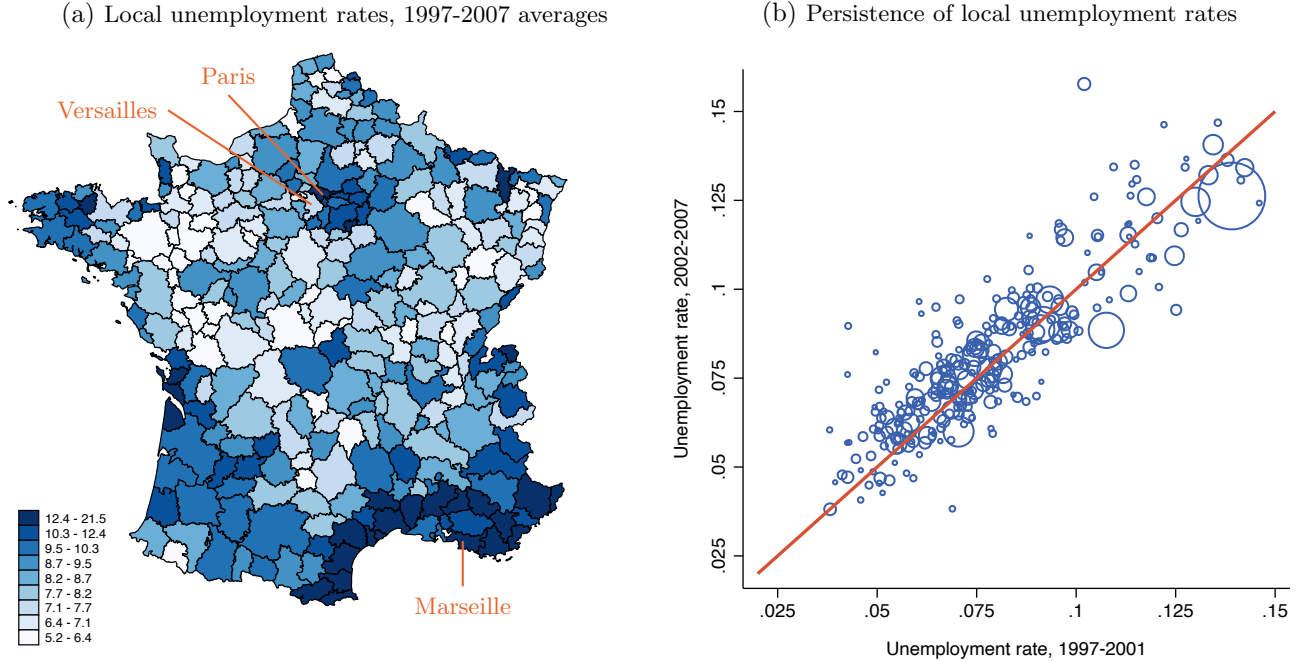 (a) Local unemployment rates, 1997-2007 averages
Paris
Versailles
Marseille
12.4 - 21.5
10.3 - 12.4
9.5 - 10.3
8.7 - 9.5
8.2 - 8.7
7.7 - 8.2
7.1 - 7.7
6.4 - 7.1
5.2 - 6.4
(b) Persistence of local unemployment rates
Unemployment rate, 2002-2007
.15
.125
.1
.075
.05
.025
.025 .05 .075 .1 .125 .15
Unemployment rate, 1997-2001